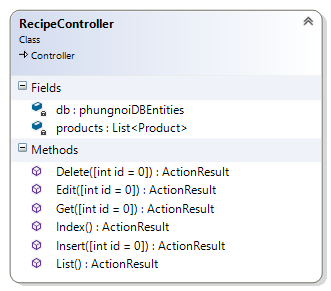 RecipeController
Class
Controller
Fields
db : phungnoiDBEntities
products : List<Product>
Methods
Delete([int id = 0]) : ActionResult
Edit([int id = 0]) : ActionResult
Get([int id = 0]) : ActionResult
Index() : ActionResult
Insert([int id = 0]) : ActionResult
List() : ActionResult